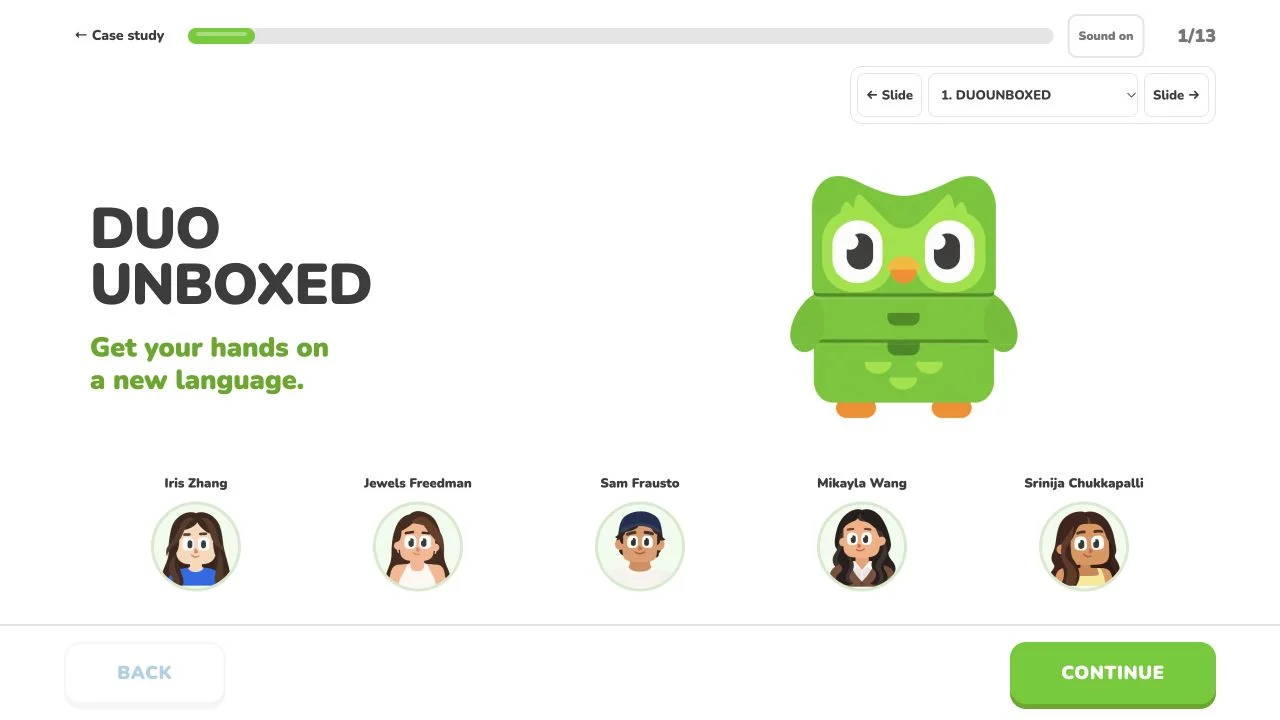 ← Case study
Sound on
1/13
← Slide
1. DUOUNBOXED
Slide →
DUO
UNBOXED
Get your hands on
a new language.
Iris Zhang
Jewels Freedman
Sam Frausto
Mikayla Wang
Srinija Chukkapalli
BACK
CONTINUE